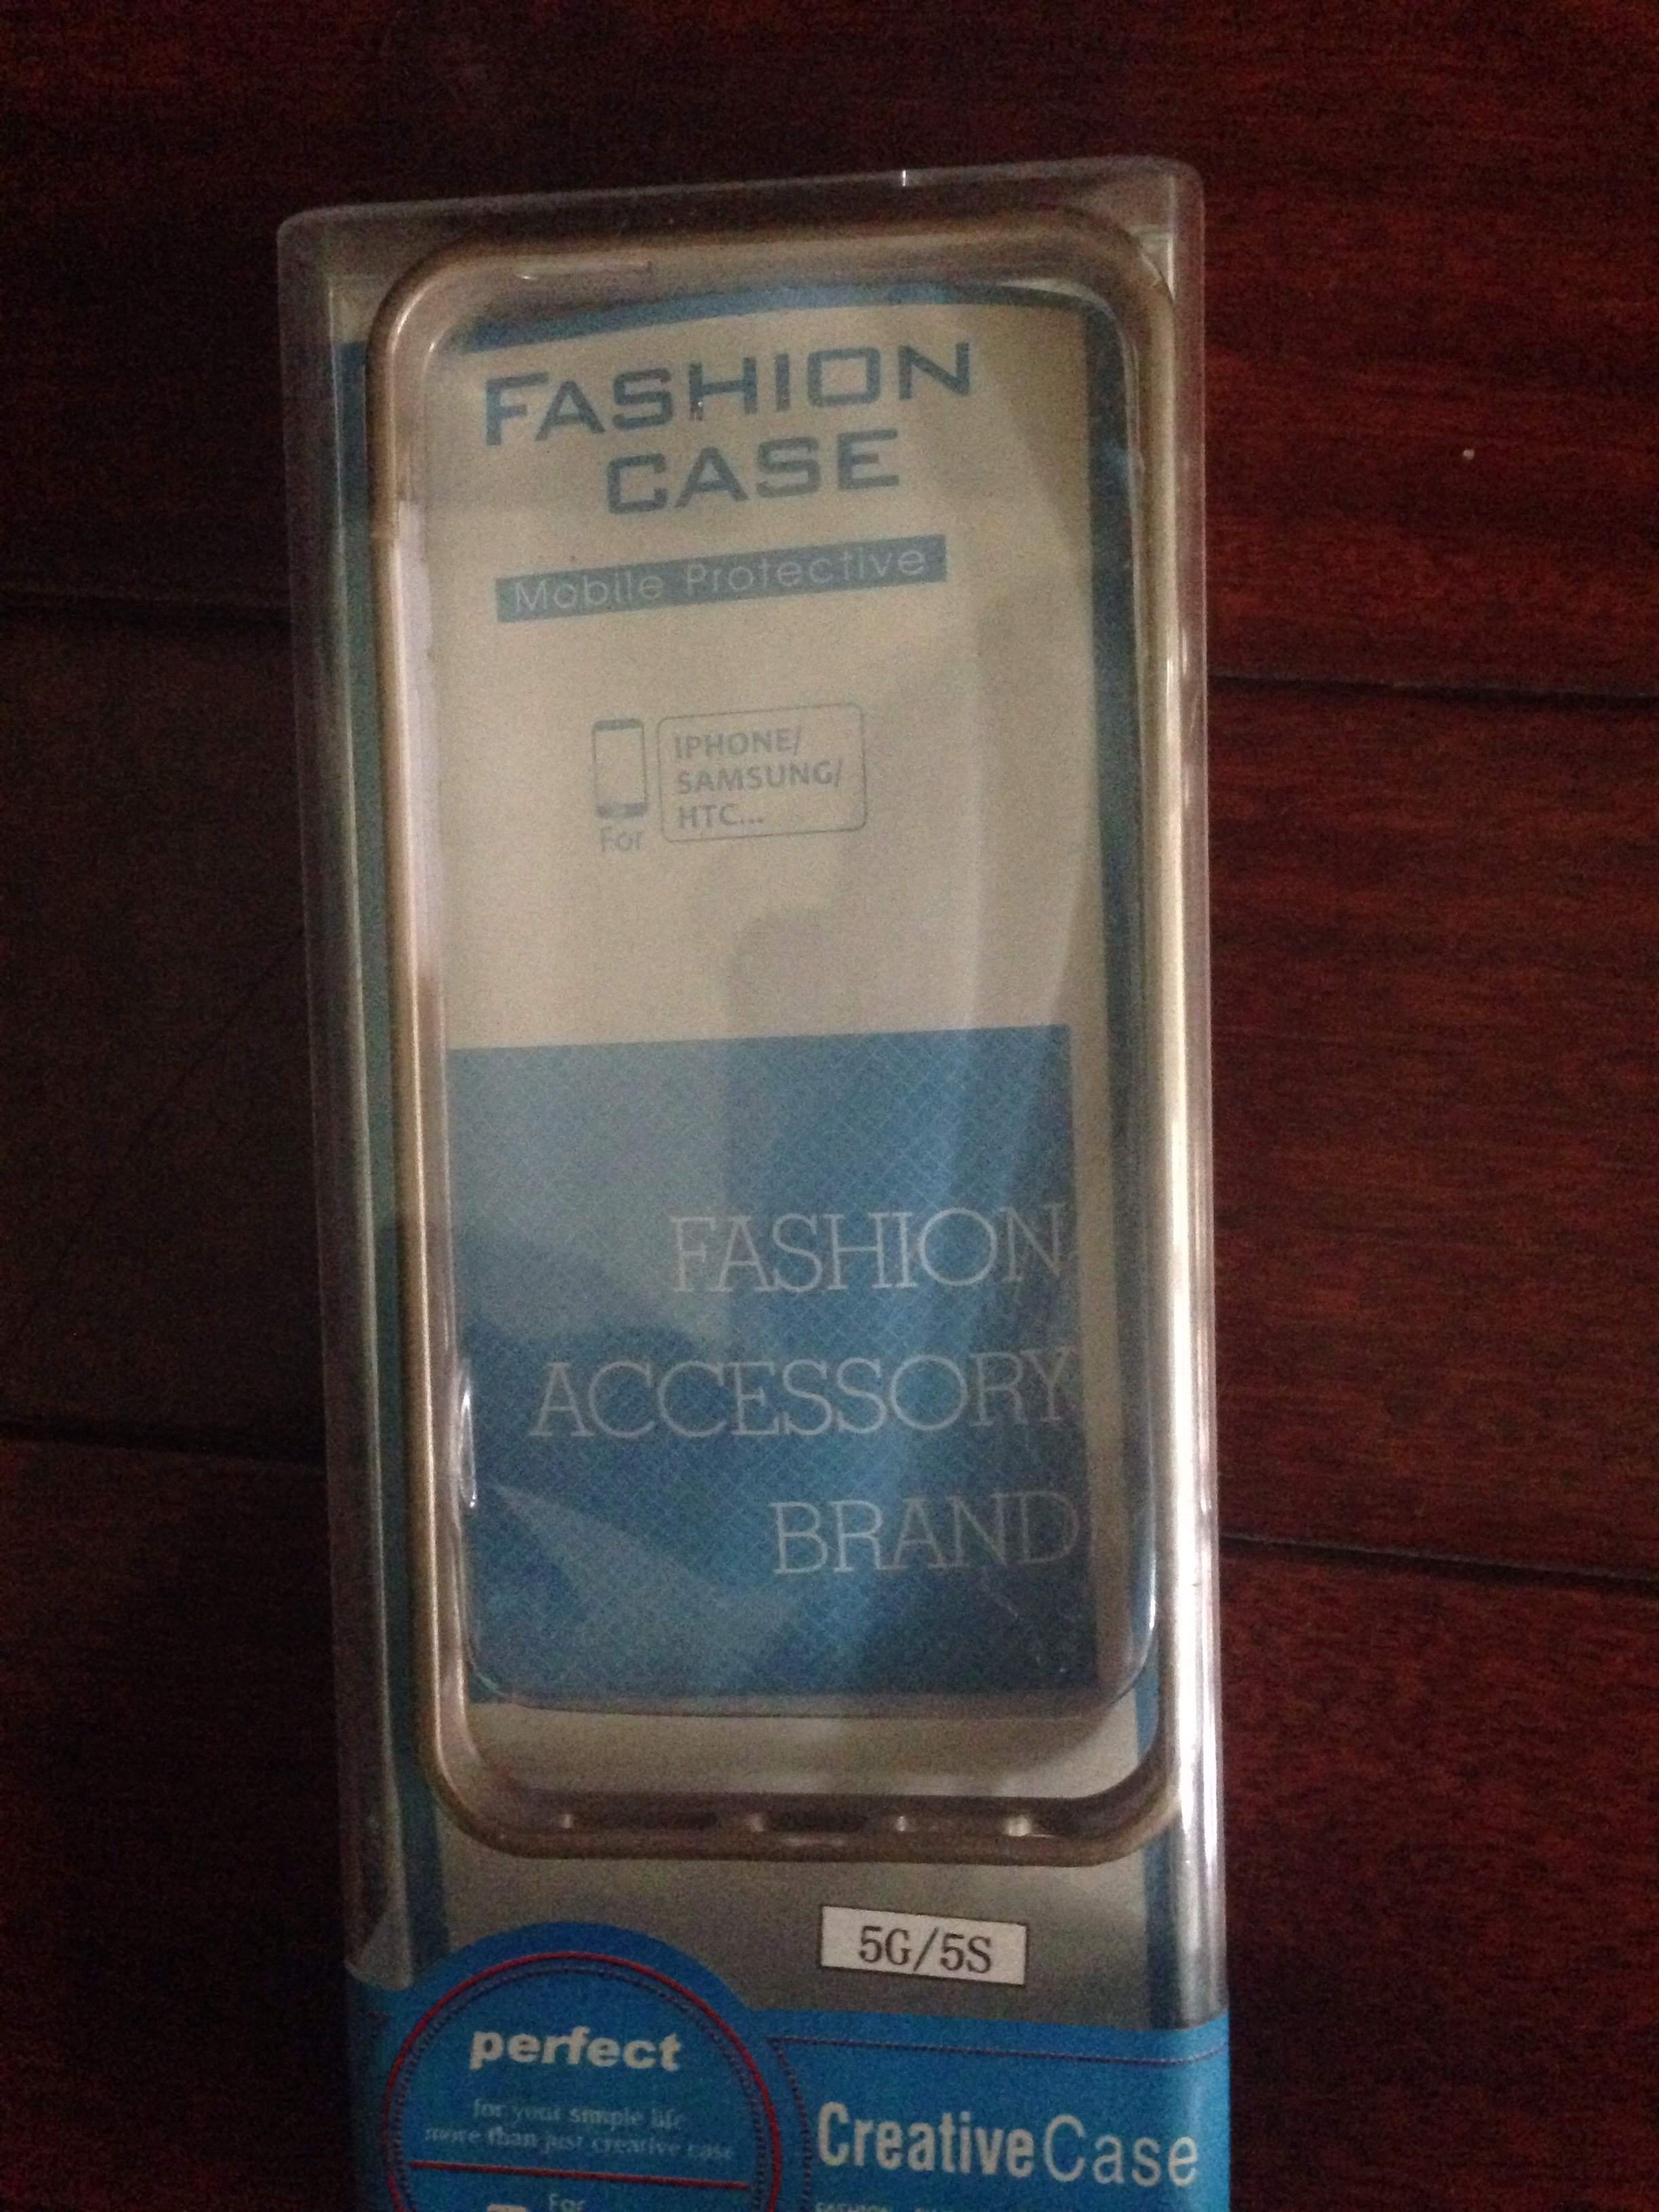 FASHION
CASE
Mobile Protective
IPHONE/
SAMSUNG/
HTC...
For
FASHION
ACCESSORY
BRAND
5G/5S
perfect
for your simple life
more than just creative case
For
CreativeCase
FASHION